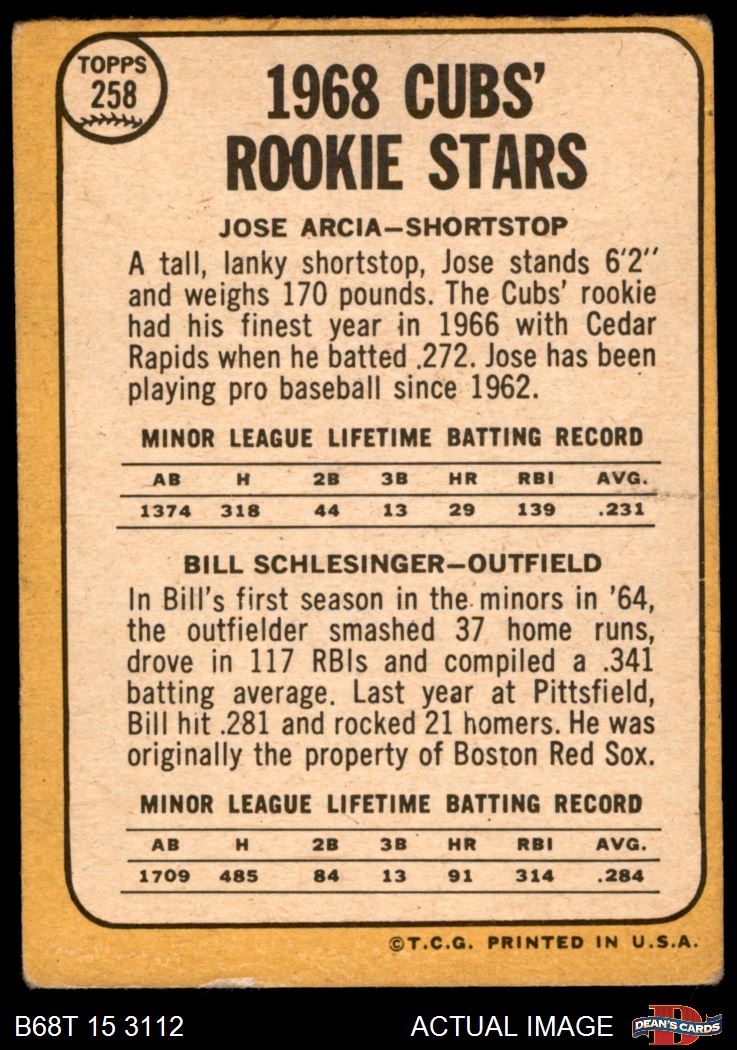 TOPPS
258
1968 CUBS'
ROOKIE STARS
JOSE ARCIA—SHORTSTOP
A tall, lanky shortstop, Jose stands 6'2''
and weighs 170 pounds. The Cubs' rookie
had his finest year in 1966 with Cedar
Rapids when he batted .272. Jose has been
playing pro baseball since 1962.
MINOR LEAGUE LIFETIME BATTING RECORD
AB H 2B 3B HR RBI AVG.
1374 318 44 13 29 139 .231
BILL SCHLESINGER—OUTFIELD
In Bill's first season in the minors in '64,
the outfielder smashed 37 home runs,
drove in 117 RBIs and compiled a .341
batting average. Last year at Pittsfield,
Bill hit .281 and rocked 21 homers. He was
originally the property of Boston Red Sox.
MINOR LEAGUE LIFETIME BATTING RECORD
AB H 2B 3B HR RBI AVG.
1709 485 84 13 91 314 .284
©T.C.G. PRINTED IN U.S.A.
B68T 15 3112 ACTUAL IMAGE D DEAN'S CARDS